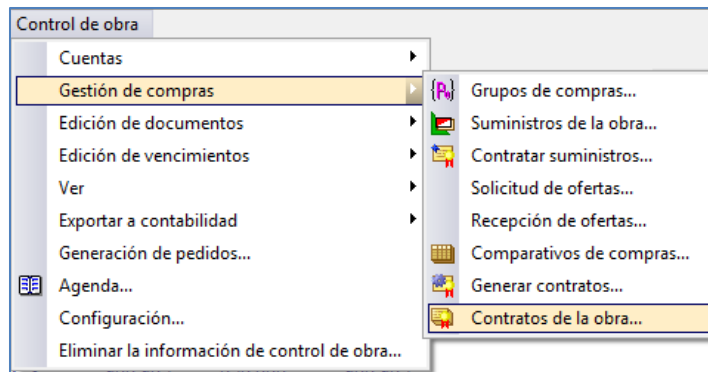 Control de obra
Cuentas
Gestión de compras
Edición de documentos
Edición de vencimientos
Ver
Exportar a contabilidad
Generación de pedidos...
Agenda...
Configuración...
Eliminar la información de control de obra...
Grupos de compras...
Suministros de la obra...
Contratar suministros...
Solicitud de ofertas...
Recepción de ofertas...
Comparativos de compras...
Generar contratos...
Contratos de la obra...